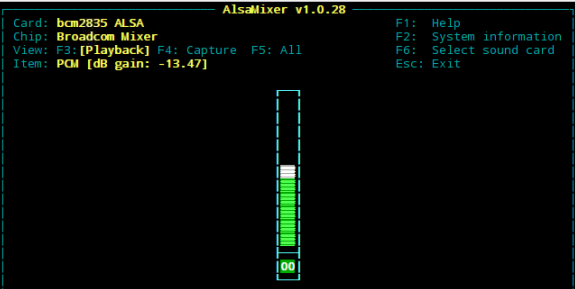 AlsaMixer v1.0.28
Card: bcm2835 ALSA F1: Help
Chip: Broadcom Mixer F2: System information
View: F3:[Playback] F4: Capture F5: All F6: Select sound card
Item: PCM [dB gain: -13.47] Esc: Exit
00